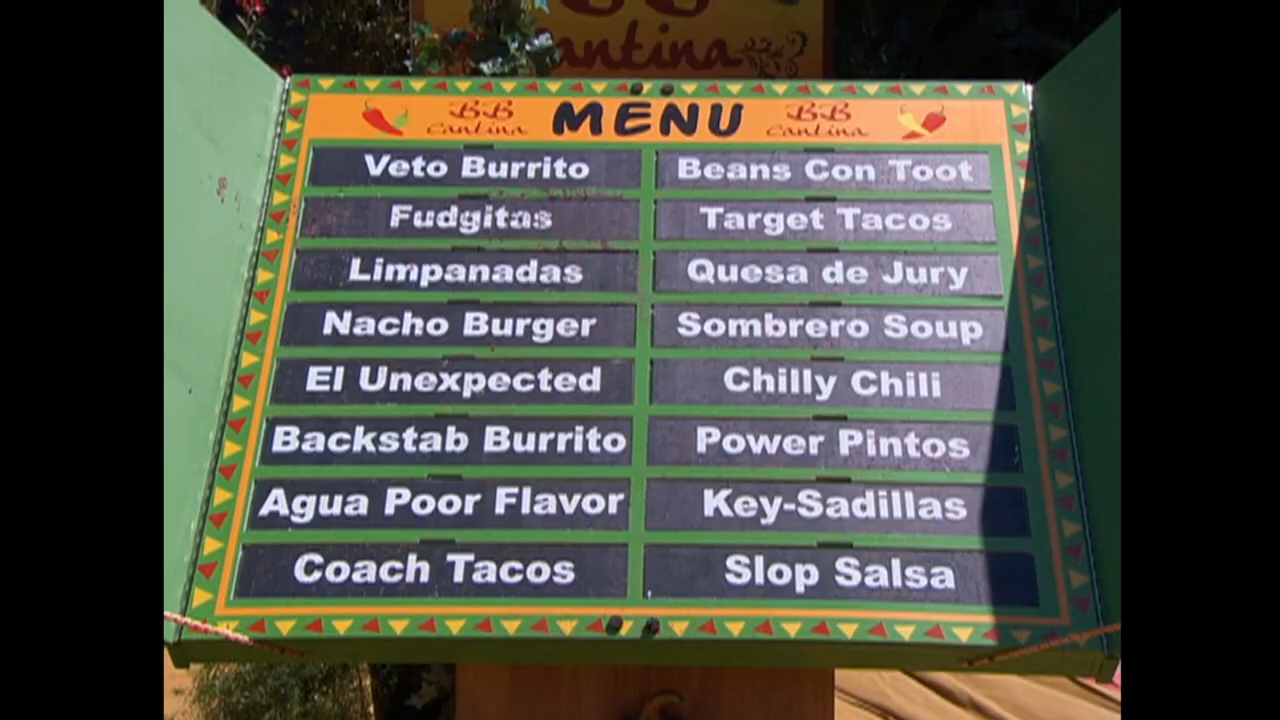 Cantina
BB Cantina MENU BB Cantina
Veto Burrito
Fudgitas
Limpanadas
Nacho Burger
El Unexpected
Backstab Burrito
Agua Poor Flavor
Coach Tacos
Beans Con Toot
Target Tacos
Quesa de Jury
Sombrero Soup
Chilly Chili
Power Pintos
Key-Sadillas
Slop Salsa